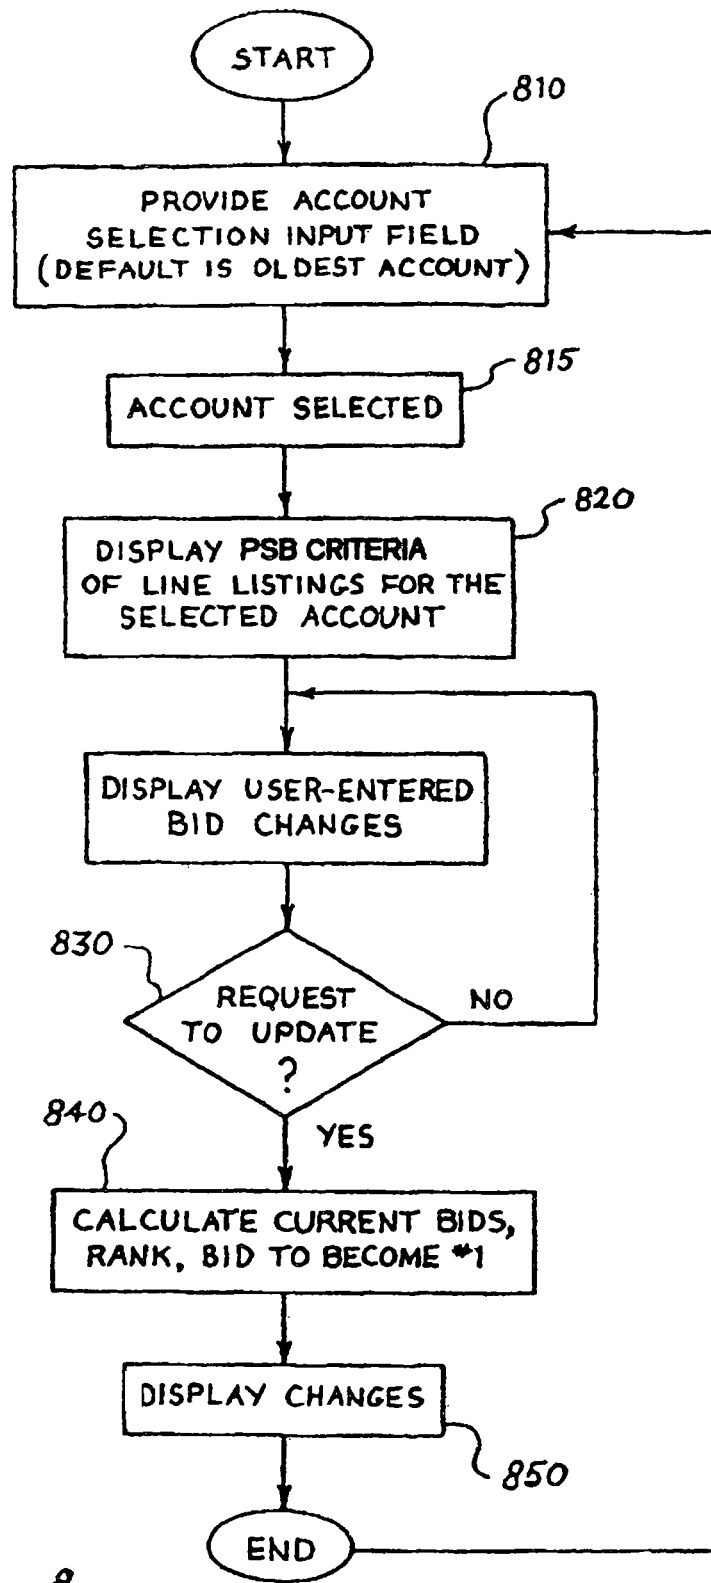 START
810
PROVIDE ACCOUNT
SELECTION INPUT FIELD
(DEFAULT IS OLDEST ACCOUNT)
815
ACCOUNT SELECTED
820
DISPLAY PSB CRITERIA
OF LINE LISTINGS FOR THE
SELECTED ACCOUNT
DISPLAY USER-ENTERED
BID CHANGES
830
REQUEST
TO UPDATE
?
NO
YES
840
CALCULATE CURRENT BIDS,
RANK, BID TO BECOME #1
DISPLAY CHANGES
850
END